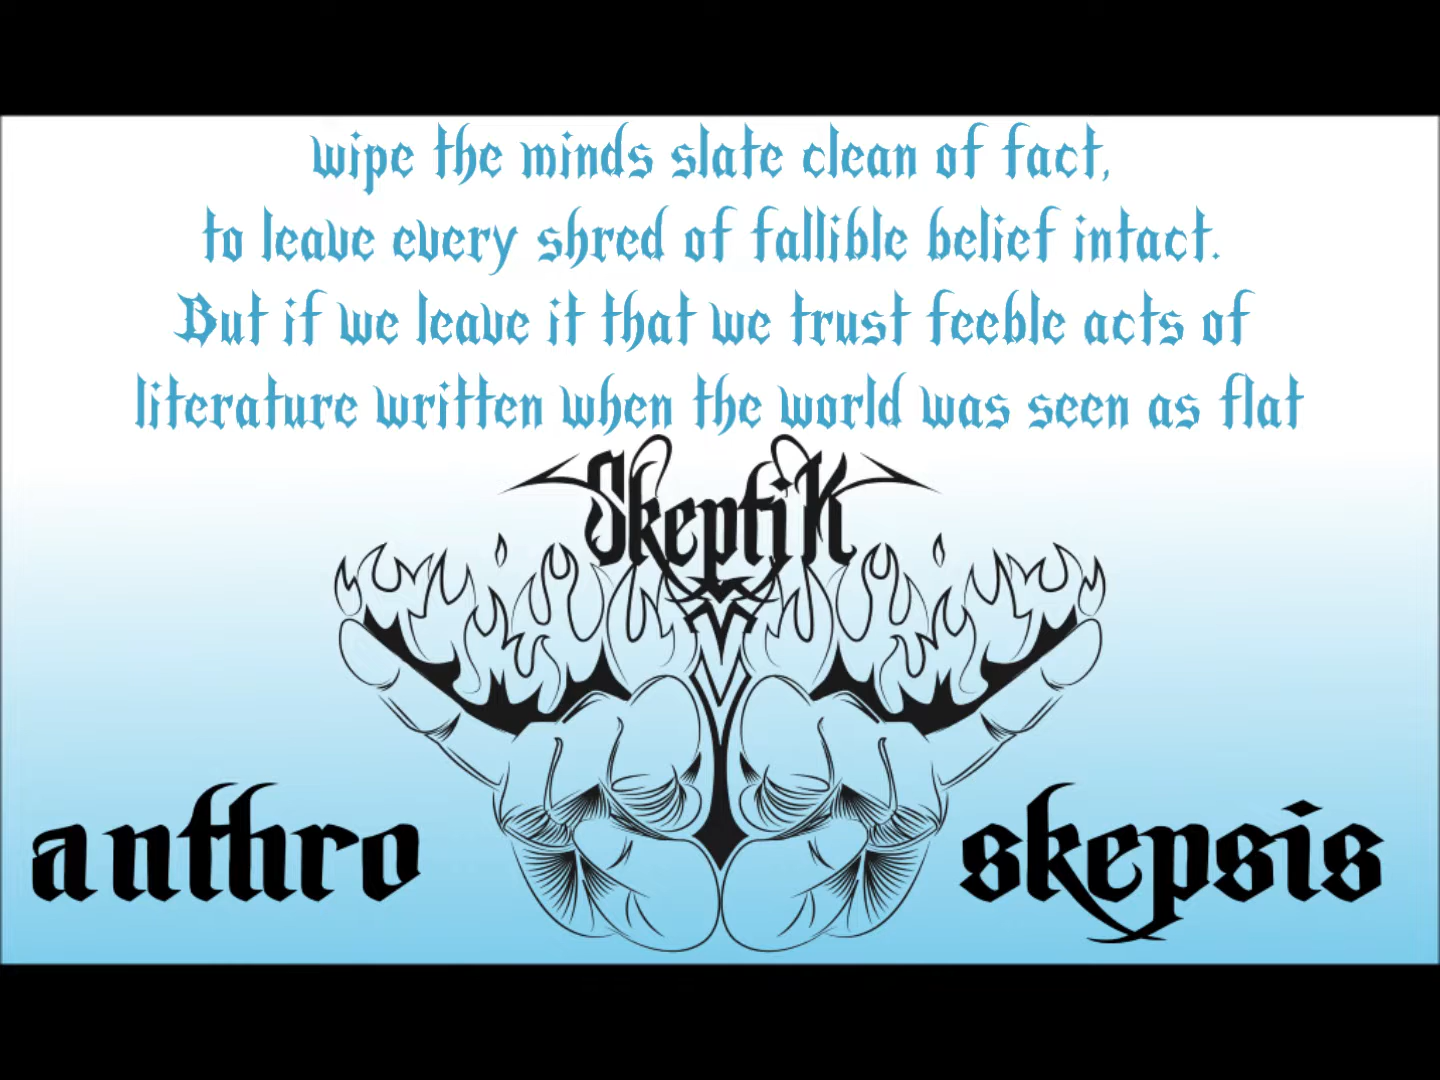 wipe the minds slate clean of fact,
to leave every shred of fallible belief intact.
But if we leave it that we trust feeble acts of
literature written when the world was seen as flat
SkeptiK
anthro
skepsis